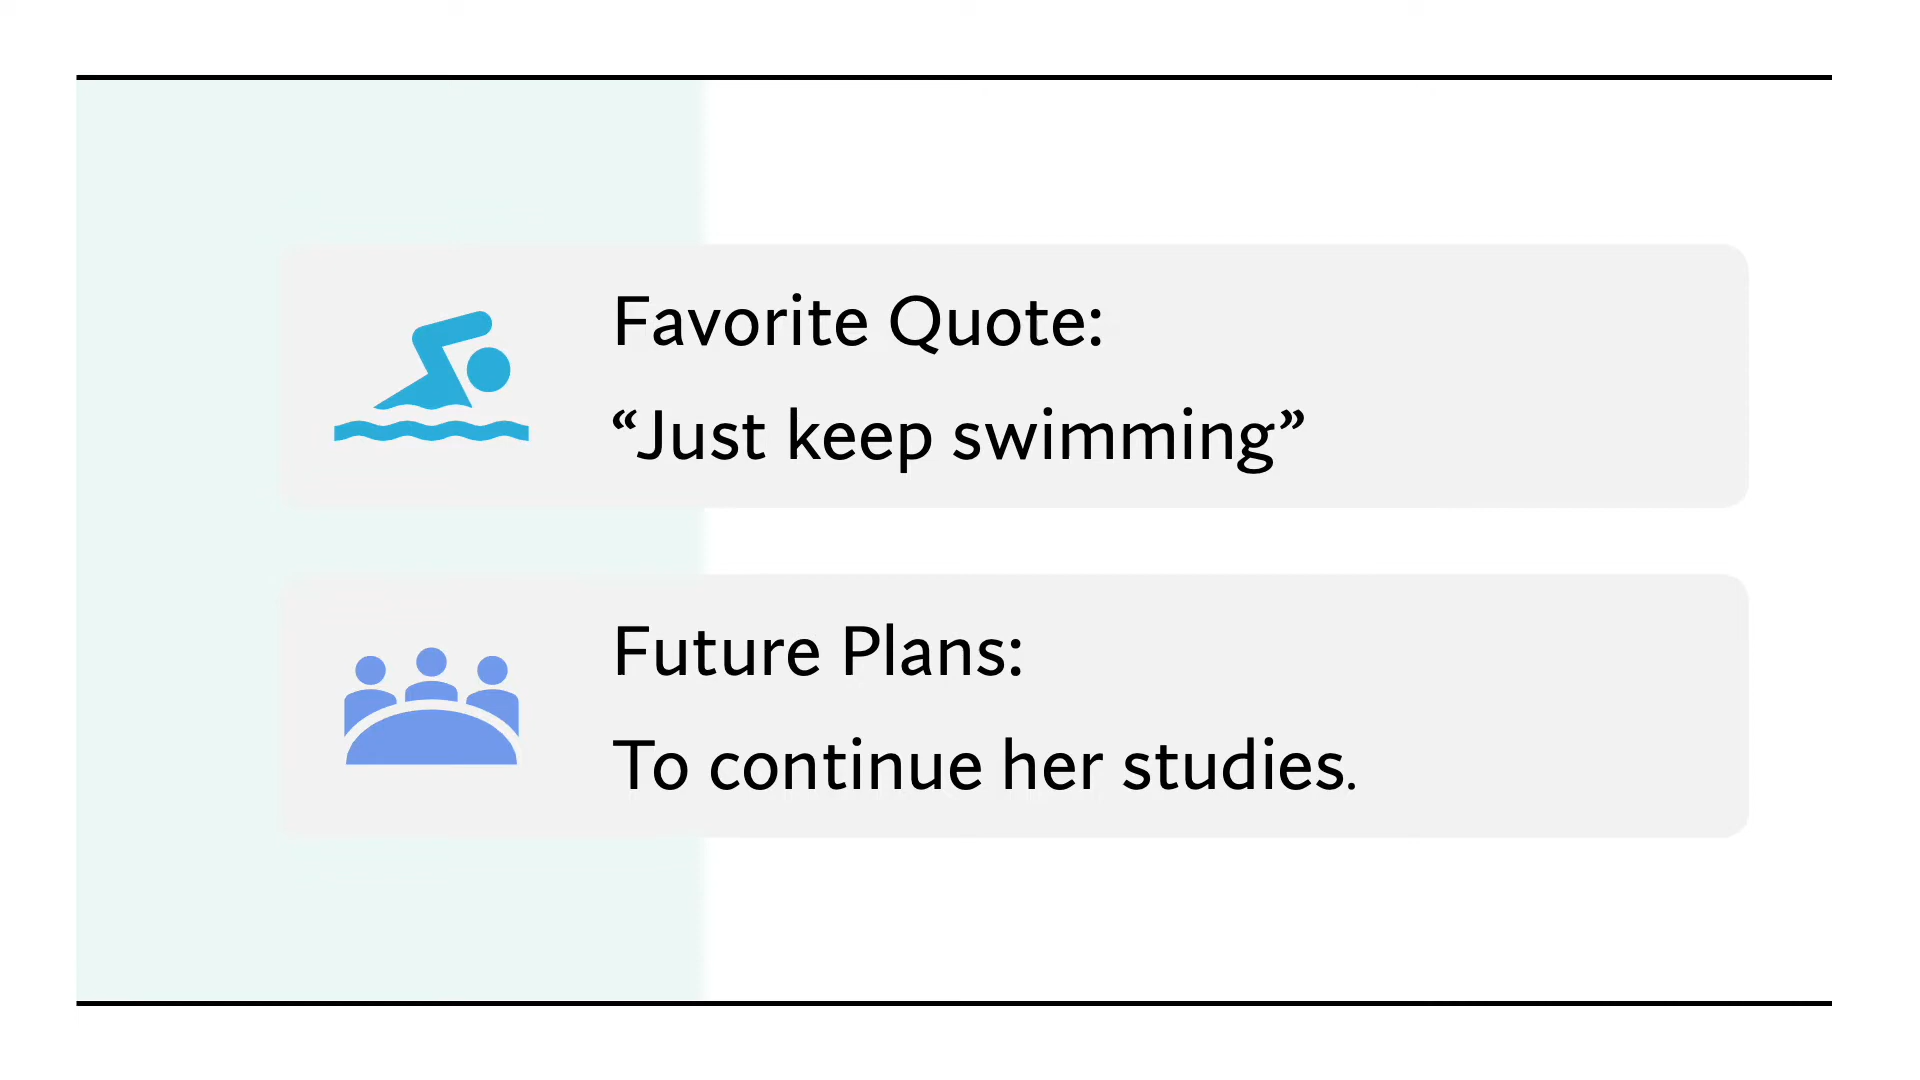 Favorite Quote:
“Just keep swimming”
Future Plans:
To continue her studies.